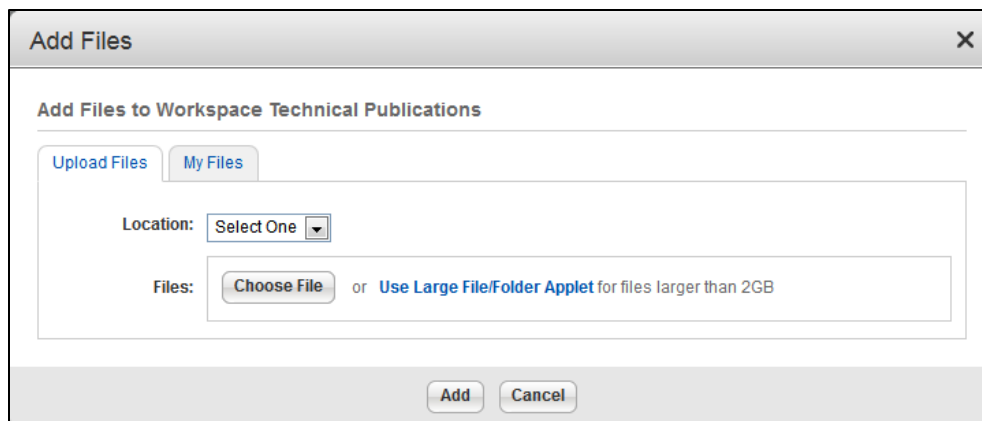 Add Files
Add Files to Workspace Technical Publications
Upload Files My Files
Location: Select One
Files: Choose File or Use Large File/Folder Applet for files larger than 2GB
Add Cancel